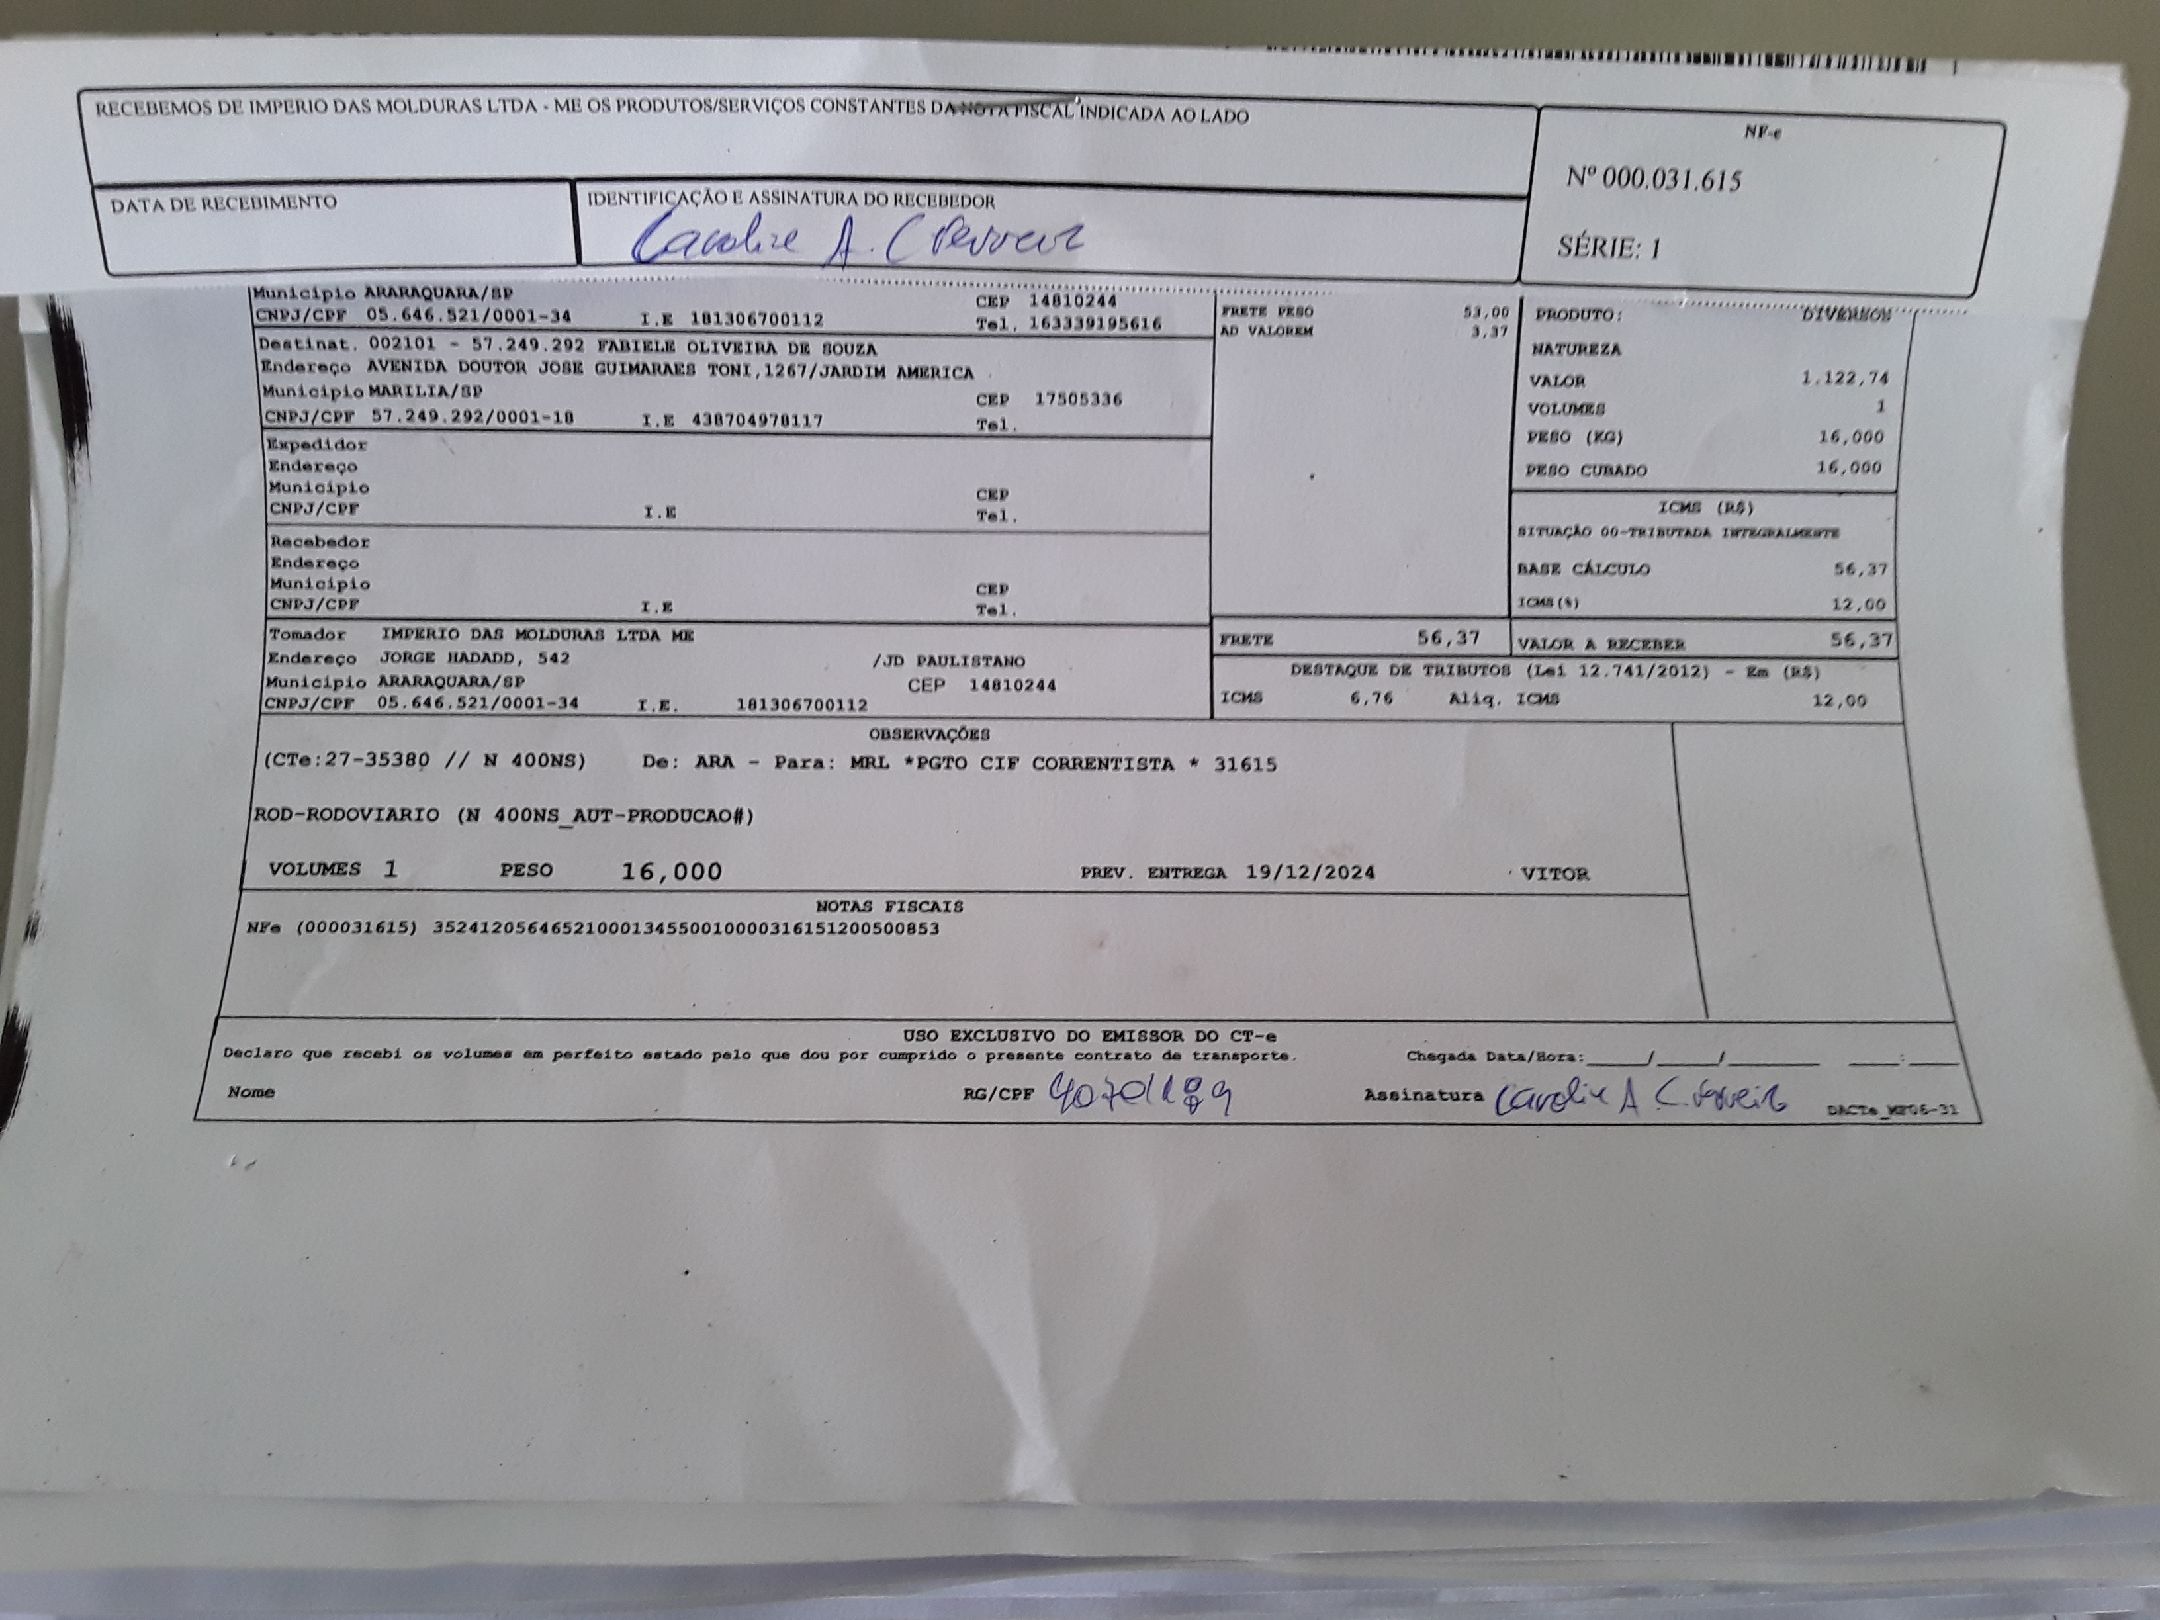 RECEBEMOS DE IMPERIO DAS MOLDURAS LTDA - ME OS PRODUTOS/SERVIÇOS CONSTANTES DA NOTA FISCAL INDICADA AO LADO
NF-e
Nº 000.031.615
SÉRIE: 1
DATA DE RECEBIMENTO
IDENTIFICAÇÃO E ASSINATURA DO RECEBEDOR
Caroline A. C Ferreira
Municipio ARARAQUARA/SP CEP 14810244
CNPJ/CPF 05.646.521/0001-34 I.E 181306700112 Tel. 163339195616
Destinat. 002101 - 57.249.292 FABIELE OLIVEIRA DE SOUZA
Endereço AVENIDA DOUTOR JOSE GUIMARAES TONI,1267/JARDIM AMERICA
Municipio MARILIA/SP CEP 17505336
CNPJ/CPF 57.249.292/0001-18 I.E 438704978117 Tel.
Expedidor
Endereço
Municipio CEP
CNPJ/CPF I.E Tel.
Recebedor
Endereço
Municipio CEP
CNPJ/CPF I.E Tel.
Tomador IMPERIO DAS MOLDURAS LTDA ME
Endereço JORGE HADADD, 542 /JD PAULISTANO
Municipio ARARAQUARA/SP CEP 14810244
CNPJ/CPF 05.646.521/0001-34 I.E. 181306700112
FRETE PESO 53,00
AD VALOREM 3,37
PRODUTO: DIVERSOS
NATUREZA
VALOR 1.122,74
VOLUMES 1
PESO (KG) 16,000
PESO CUBADO 16,000
ICMS (R$)
SITUAÇÃO 00-TRIBUTADA INTEGRALMENTE
BASE CÁLCULO 56,37
ICMS(%) 12,00
FRETE 56,37 VALOR A RECEBER 56,37
DESTAQUE DE TRIBUTOS (Lei 12.741/2012) - Em (R$)
ICMS 6,76 Aliq. ICMS 12,00
OBSERVAÇÕES
(CTe:27-35380 // N 400NS) De: ARA - Para: MRL *PGTO CIF CORRENTISTA * 31615
ROD-RODOVIARIO (N 400NS_AUT-PRODUCAO#)
VOLUMES 1 PESO 16,000 PREV. ENTREGA 19/12/2024 VITOR
NOTAS FISCAIS
NFe (000031615) 35241205646521000134550010000316151200500853
USO EXCLUSIVO DO EMISSOR DO CT-e
Declaro que recebi os volumes em perfeito estado pelo que dou por cumprido o presente contrato de transporte. Chegada Data/Hora:____/____/______ ___:____
Nome RG/CPF Assinatura Caroline A C. Ferreira DACTe_MP06-31